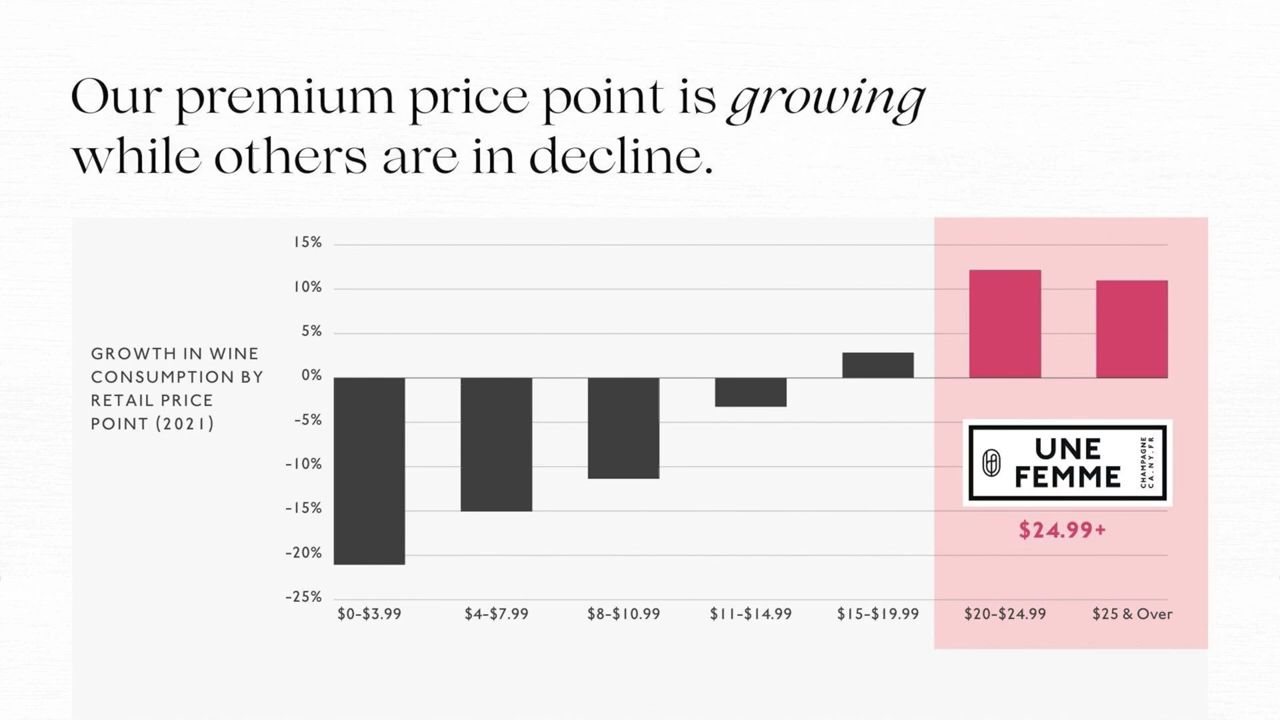 Our premium price point is growing
while others are in decline.
GROWTH IN WINE
CONSUMPTION BY
RETAIL PRICE
POINT (2021)
15%
10%
5%
0%
-5%
-10%
-15%
-20%
-25%
$0-$3.99
$4-$7.99
$8-$10.99
$11-$14.99
$15-$19.99
$20-$24.99
$25 & Over
UNE
FEMME
CHAMPAGNE
CA.NY.FR
$24.99+